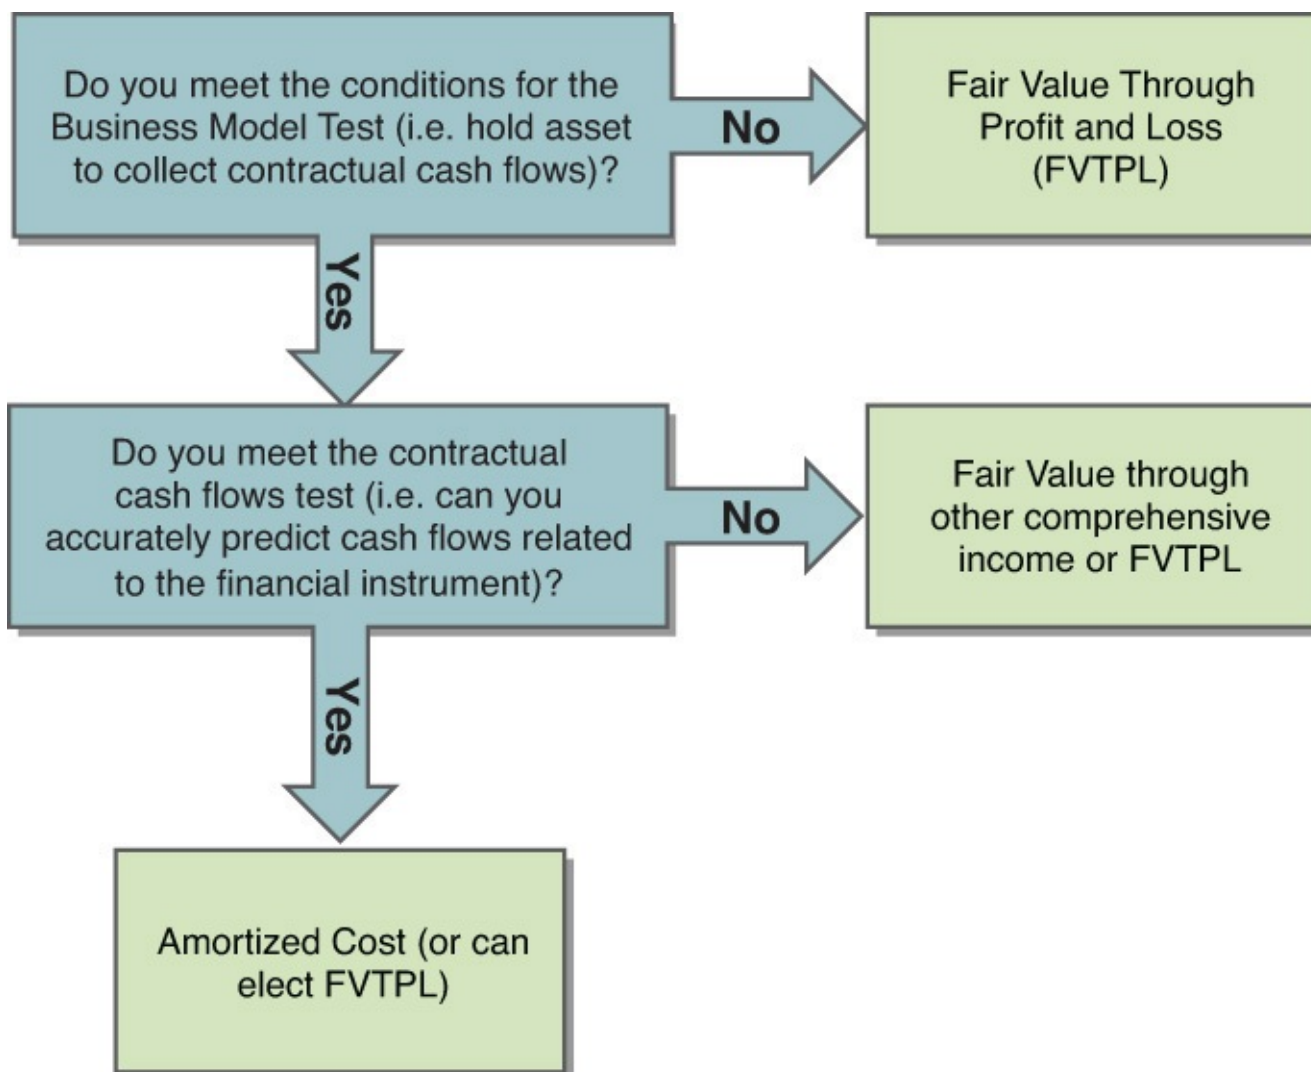 Do you meet the conditions for the
Business Model Test (i.e. hold asset
to collect contractual cash flows)?
No
Fair Value Through
Profit and Loss
(FVTPL)
Yes
Do you meet the contractual
cash flows test (i.e. can you
accurately predict cash flows related
to the financial instrument)?
No
Fair Value through
other comprehensive
income or FVTPL
Yes
Amortized Cost (or can
elect FVTPL)